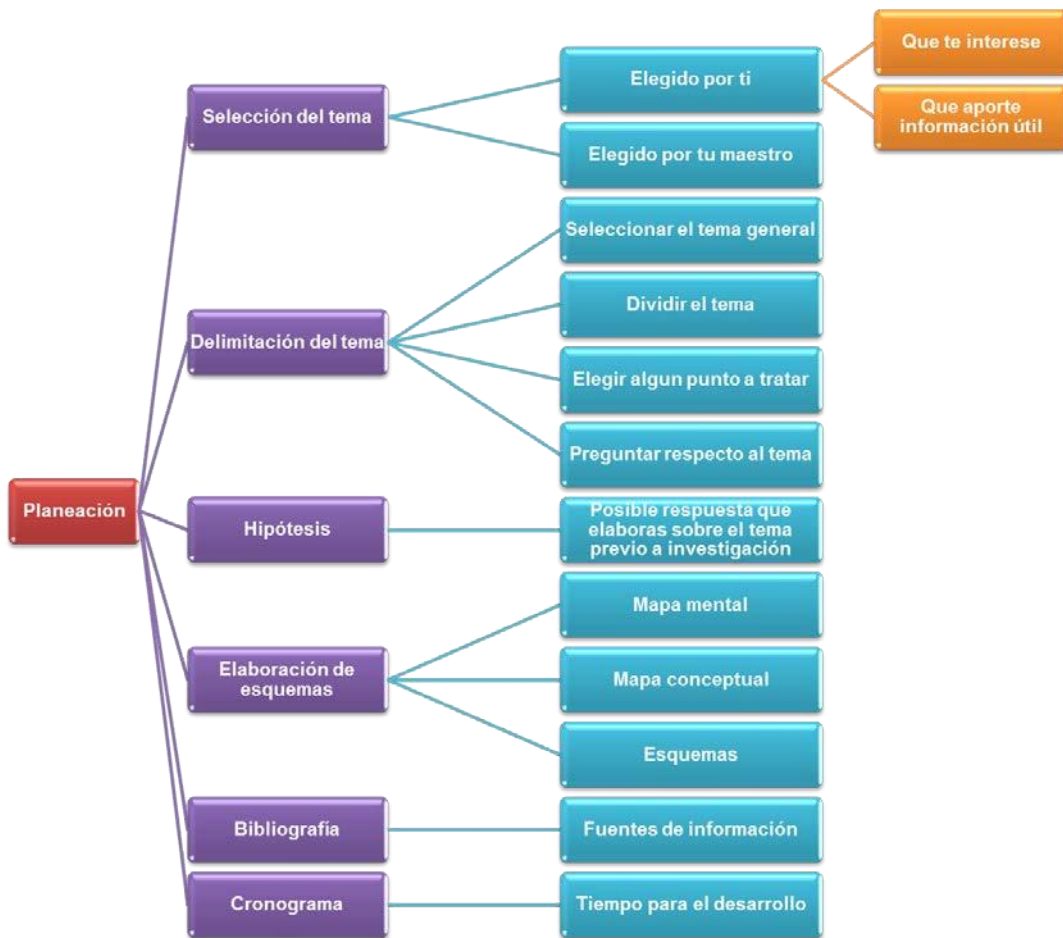 Planeación
Selección del tema
Elegido por ti
Que te interese
Que aporte
información útil
Elegido por tu maestro
Delimitación del tema
Seleccionar el tema general
Dividir el tema
Elegir algun punto a tratar
Preguntar respecto al tema
Hipótesis
Posible respuesta que
elaboras sobre el tema
previo a investigación
Elaboración de
esquemas
Mapa mental
Mapa conceptual
Esquemas
Bibliografía
Fuentes de información
Cronograma
Tiempo para el desarrollo